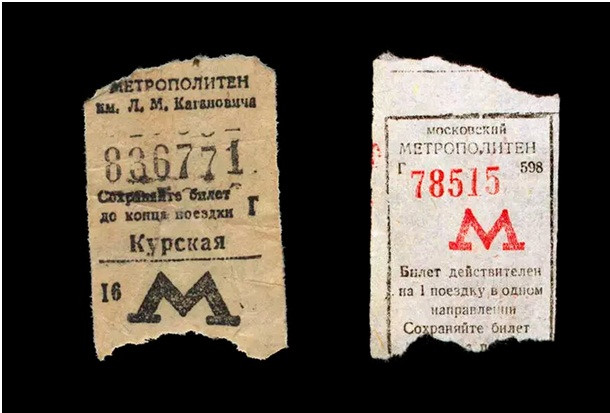 МЕТРОПОЛИТЕН
им. Л. М. Кагановича
836771
Сохраняйте билет
до конца поездки Г
Курская
16 М
МОСКОВСКИЙ
МЕТРОПОЛИТЕН
Г 598
78515
М
Билет действителен
на 1 поездку в одном
направлении
Сохраняйте билет